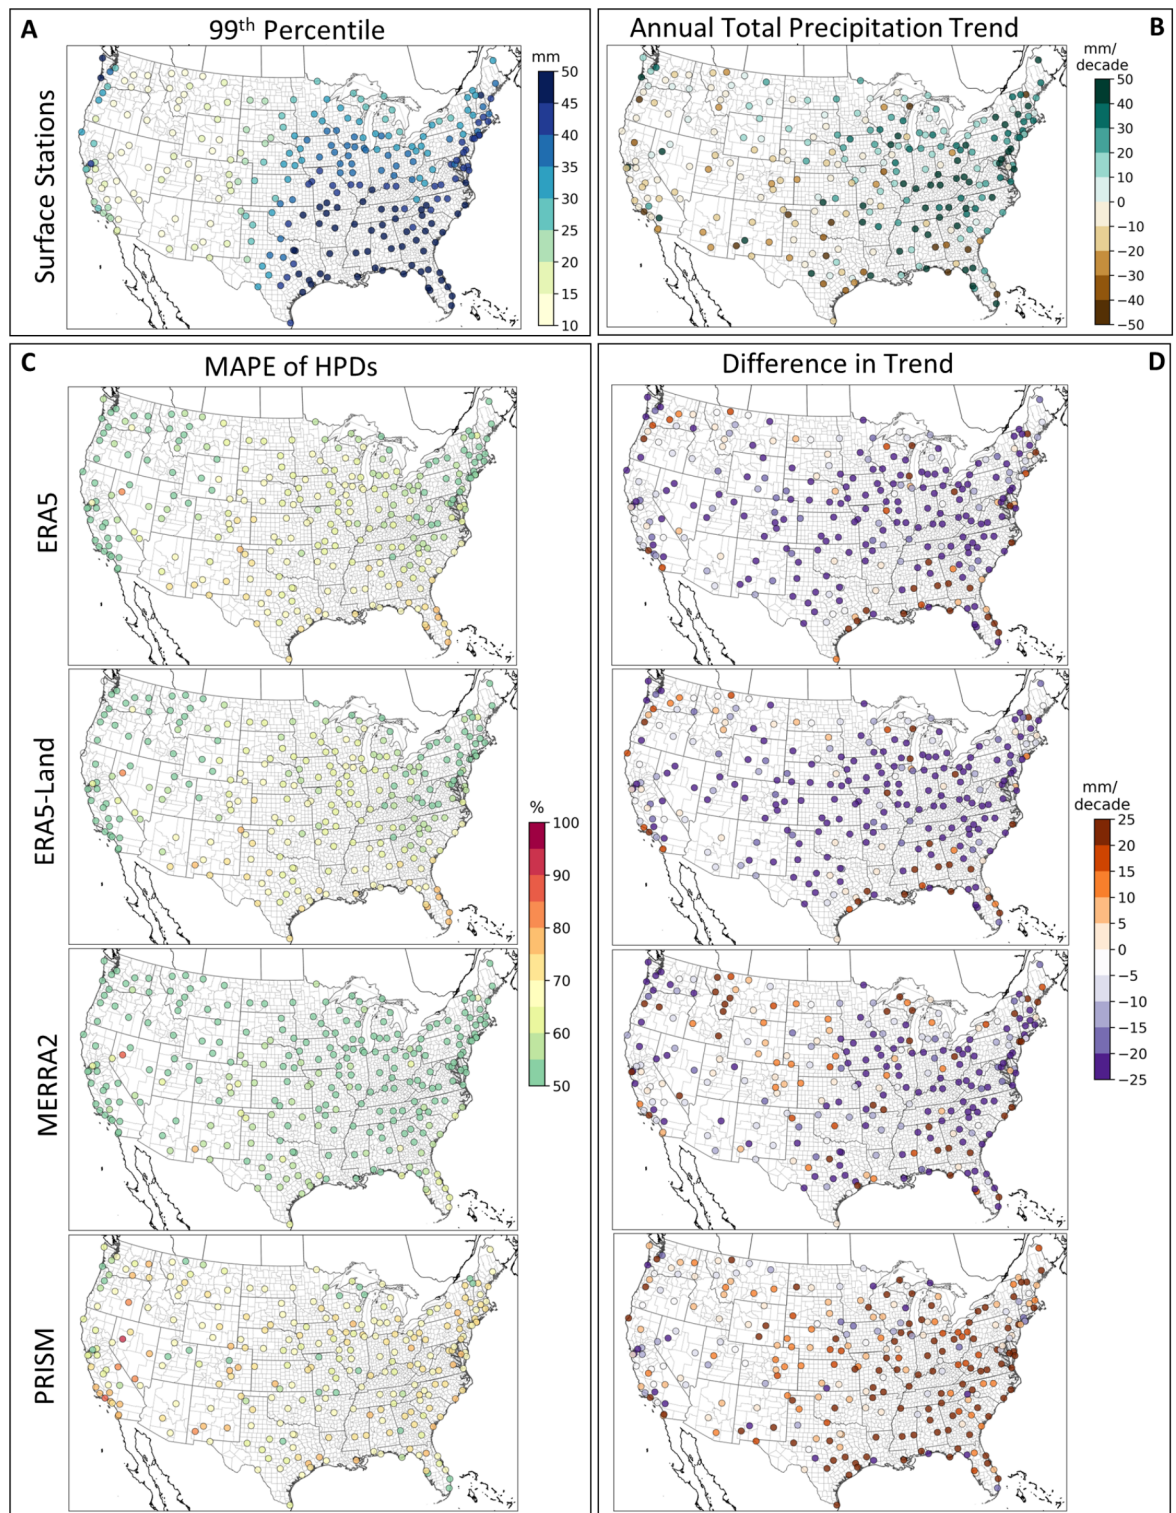 A
99th Percentile
mm
50
45
40
35
30
25
20
15
10
Surface Stations
Annual Total Precipitation Trend
B
mm/
decade
50
40
30
20
10
0
−10
−20
−30
−40
−50
C
MAPE of HPDs
ERA5
ERA5-Land
MERRA2
PRISM
%
100
90
80
70
60
50
Difference in Trend
D
mm/
decade
25
20
15
10
5
0
−5
−10
−15
−20
−25